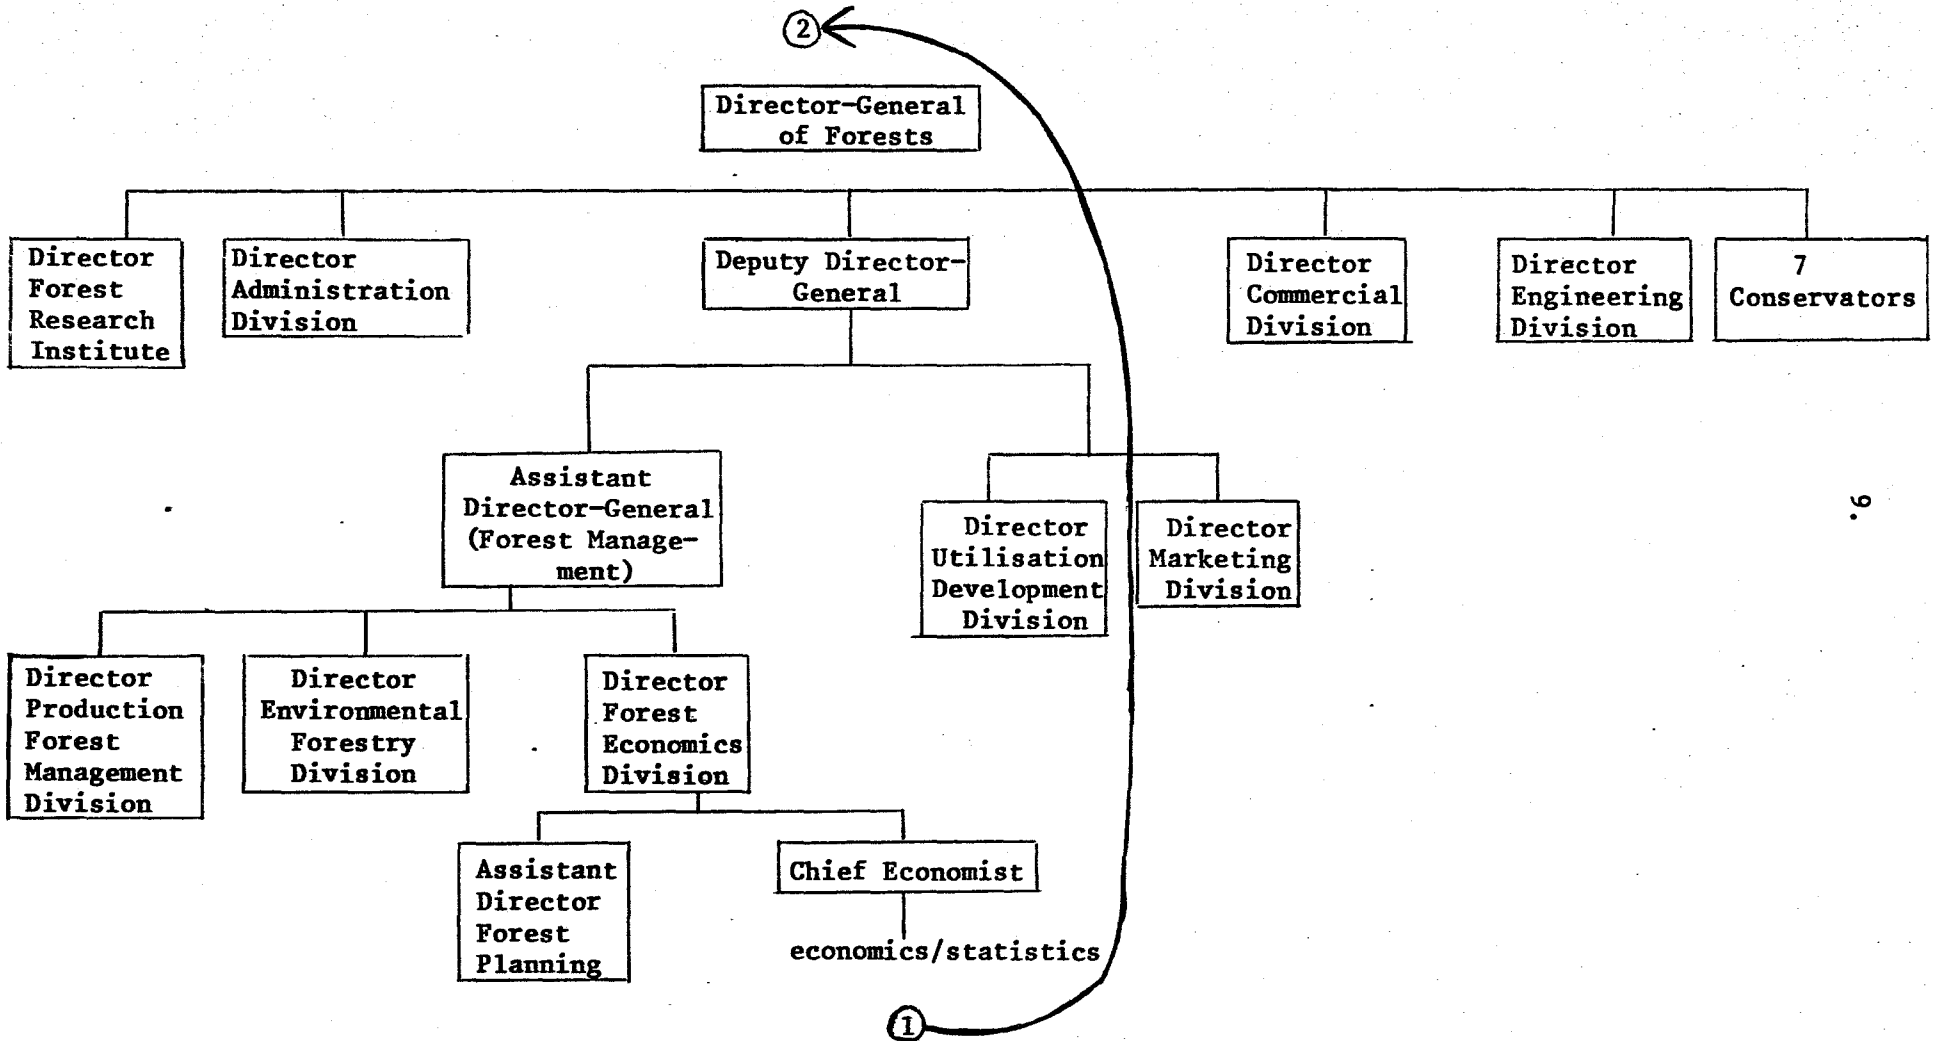 2
Director-General
of Forests
Director
Forest
Research
Institute
Director
Administration
Division
Deputy Director-
General
Director
Commercial
Division
Director
Engineering
Division
7
Conservators
Assistant
Director-General
(Forest Manage-
ment)
Director
Utilisation
Development
Division
Director
Marketing
Division
9.
Director
Production
Forest
Management
Division
Director
Environmental
Forestry
Division
Director
Forest
Economics
Division
Assistant
Director
Forest
Planning
Chief Economist
economics/statistics
1